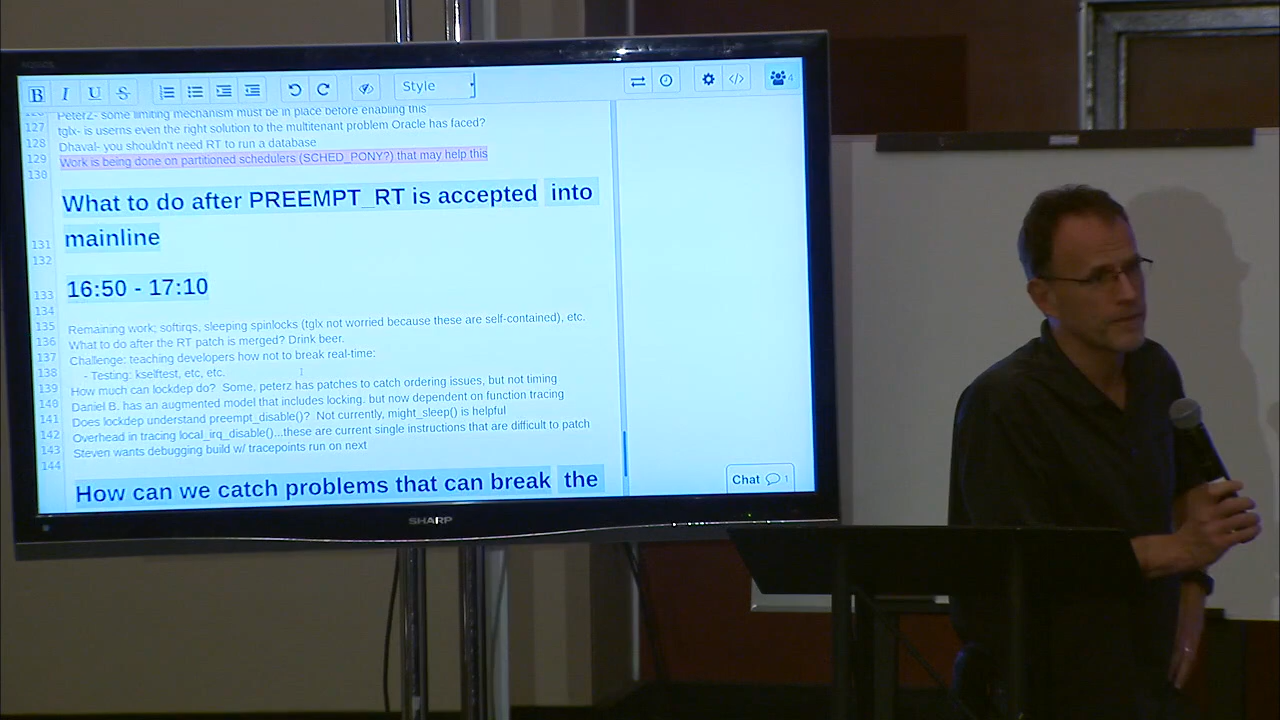 B I U S Style
4
PeterZ- some limiting mechanism must be in place before enabling this
127 tglx- is userns even the right solution to the multitenant problem Oracle has faced?
128 Dhaval- you shouldn't need RT to run a database
129 Work is being done on partitioned schedulers (SCHED_PONY?) that may help this
130
What to do after PREEMPT_RT is accepted into
131 mainline
132
133 16:50 - 17:10
134
135 Remaining work; softirqs, sleeping spinlocks (tglx not worried because these are self-contained), etc.
136 What to do after the RT patch is merged? Drink beer.
137 Challenge: teaching developers how not to break real-time:
138 - Testing: kselftest, etc, etc.
139 How much can lockdep do? Some, peterz has patches to catch ordering issues, but not timing
140 Daniel B. has an augmented model that includes locking. but now dependent on function tracing
141 Does lockdep understand preempt_disable()? Not currently, might_sleep() is helpful
142 Overhead in tracing local_irq_disable()...these are current single instructions that are difficult to patch
143 Steven wants debugging build w/ tracepoints run on next
144
How can we catch problems that can break the
Chat 1
SHARP